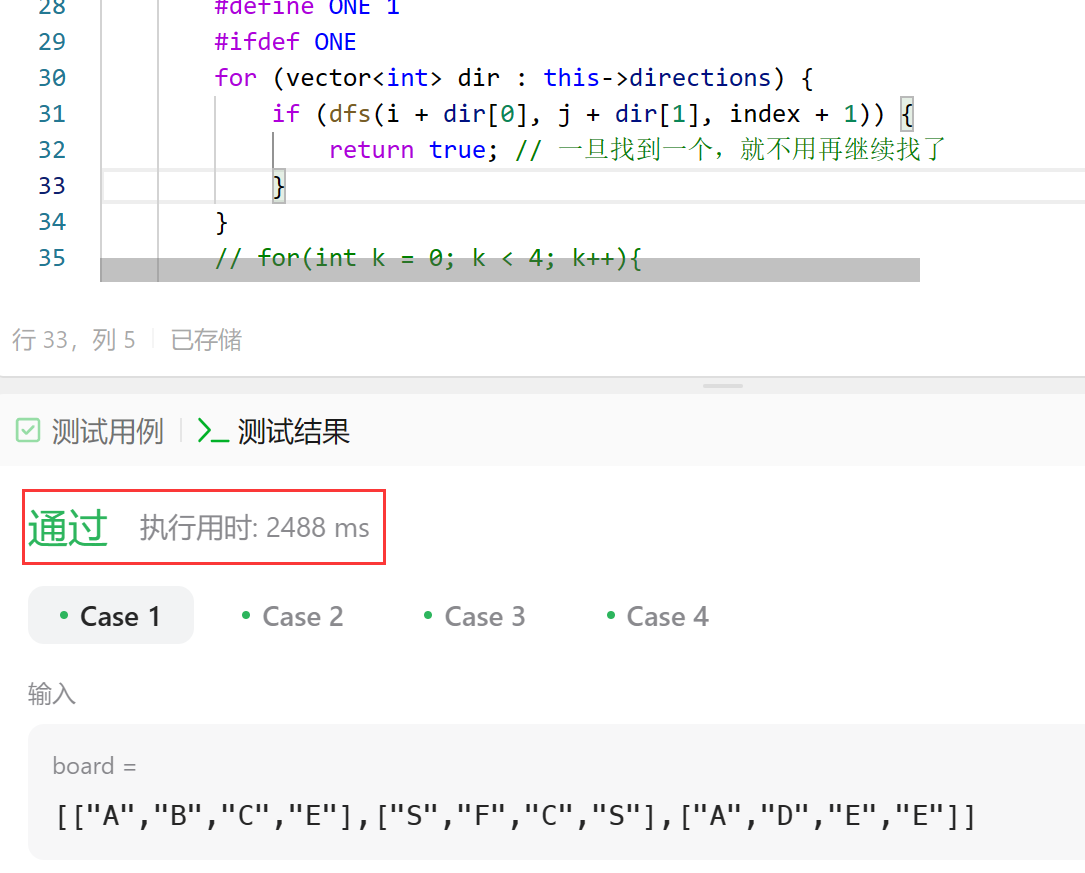 28 #define ONE 1
29 #ifdef ONE
30 for (vector<int> dir : this->directions) {
31 if (dfs(i + dir[0], j + dir[1], index + 1)) {
32 return true; // 一旦找到一个，就不用再继续找了
33 }
34 }
35 // for(int k = 0; k < 4; k++){
行 33，列 5 已存储
测试用例 测试结果
通过 执行用时: 2488 ms
Case 1 Case 2 Case 3 Case 4
输入
board =
[["A","B","C","E"],["S","F","C","S"],["A","D","E","E"]]